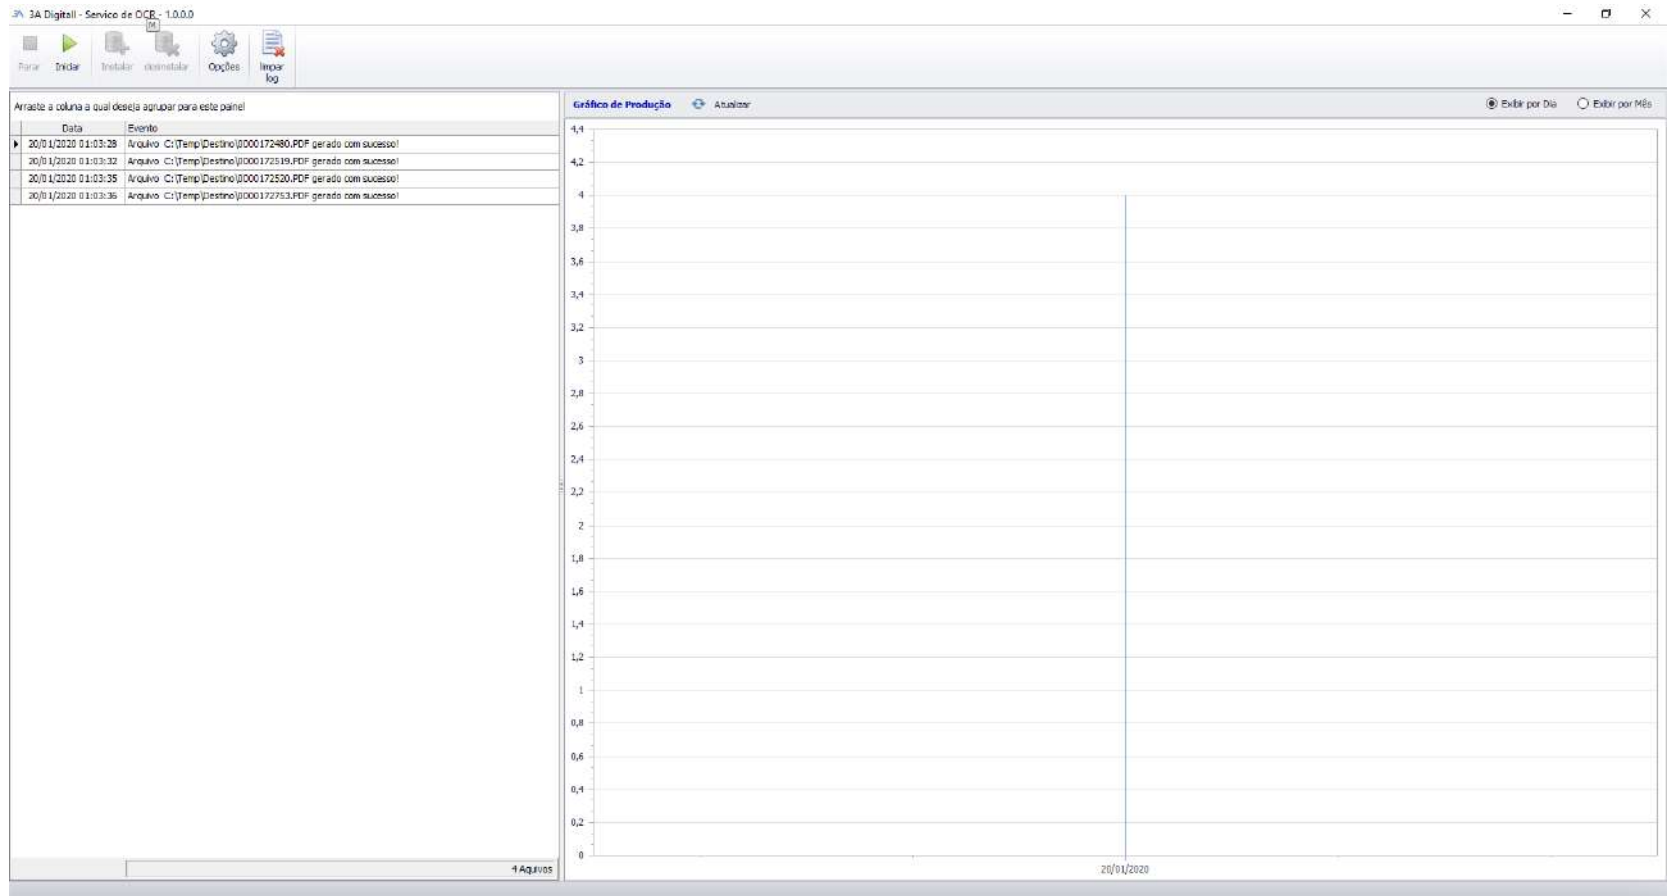 3A Digitall - Servico de OCR - 1.0.0.0
Parar Iniciar Instalar desinstalar Opções limpar
log
Arraste a coluna a qual deseja agrupar para este painel
Data Evento
20/01/2020 01:03:28 Arquivo C:\Temp\Destino\0000172480.PDF gerado com sucesso!
20/01/2020 01:03:32 Arquivo C:\Temp\Destino\0000172519.PDF gerado com sucesso!
20/01/2020 01:03:35 Arquivo C:\Temp\Destino\0000172520.PDF gerado com sucesso!
20/01/2020 01:03:36 Arquivo C:\Temp\Destino\0000172753.PDF gerado com sucesso!
4 Aquivos
Gráfico de Produção Atualizar Exibir por Dia Exibir por Mês
4,4
4,2
4
3,8
3,6
3,4
3,2
3
2,8
2,6
2,4
2,2
2
1,8
1,6
1,4
1,2
1
0,8
0,6
0,4
0,2
0
20/01/2020